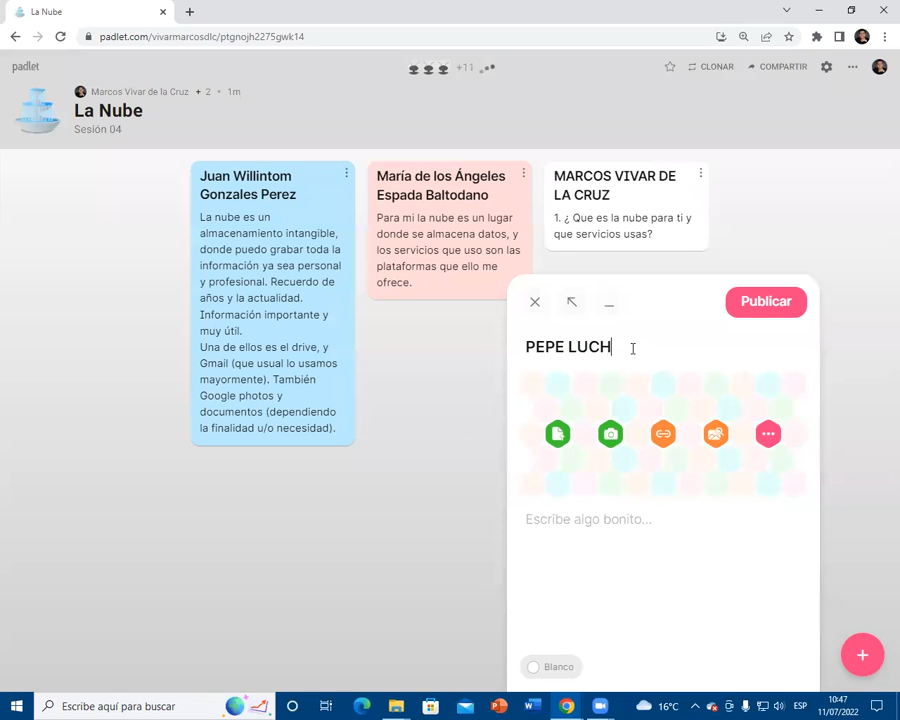 La Nube
padlet.com/vivarmarcosdlc/ptgnojh2275gwk14
padlet
+11
CLONAR
COMPARTIR
Marcos Vivar de la Cruz + 2 • 1m
La Nube
Sesión 04
Juan Willintom
Gonzales Perez
La nube es un
almacenamiento intangible,
donde puedo grabar toda la
información ya sea personal
y profesional. Recuerdo de
años y la actualidad.
Información importante y
muy útil.
Una de ellos es el drive, y
Gmail (que usual lo usamos
mayormente). También
Google photos y
documentos (dependiendo
la finalidad u/o necesidad).
María de los Ángeles
Espada Baltodano
Para mi la nube es un lugar
donde se almacena datos, y
los servicios que uso son las
plataformas que ello me
ofrece.
MARCOS VIVAR DE
LA CRUZ
1. ¿ Que es la nube para ti y
que servicios usas?
Publicar
PEPE LUCH
Escribe algo bonito...
Blanco
Escribe aquí para buscar
16°C
ESP
10:47
11/07/2022